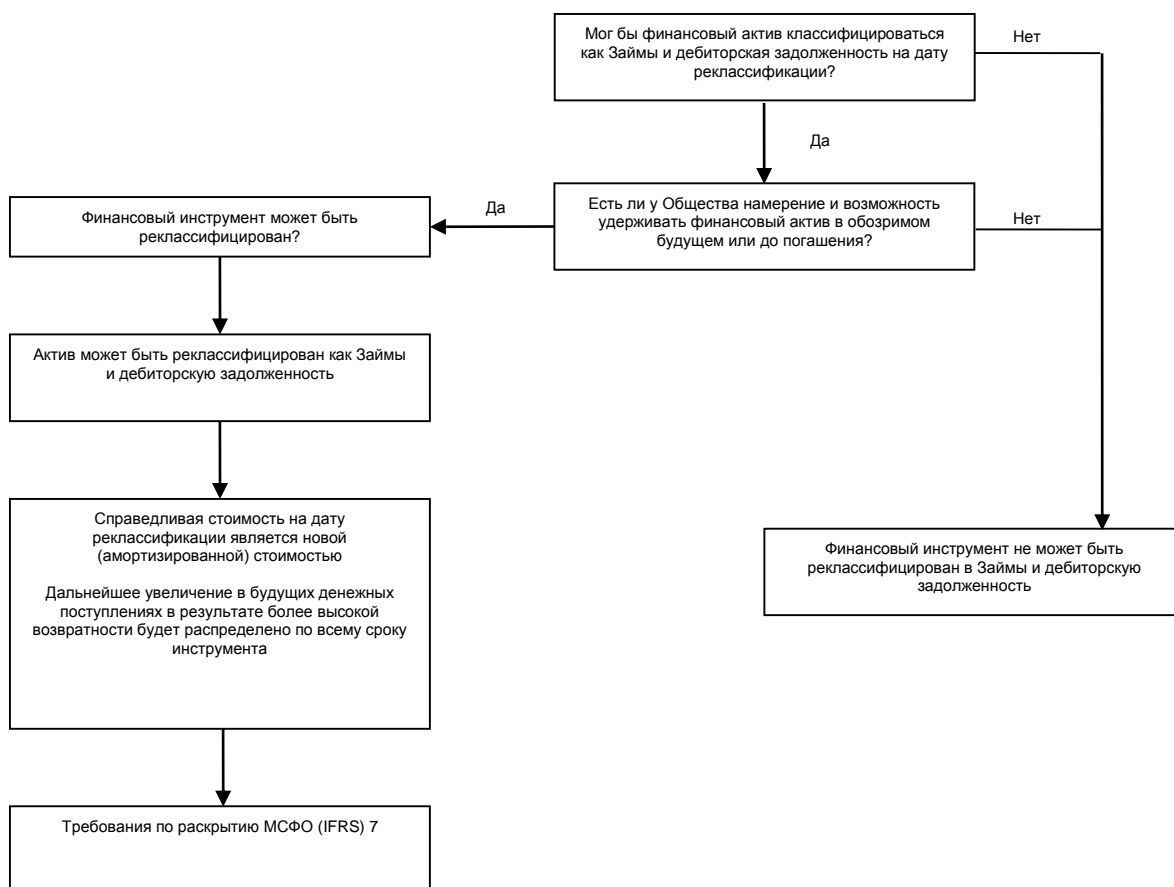 Мог бы финансовый актив классифицироваться
как Займы и дебиторская задолженность на дату
реклассификации?
Нет
Да
Есть ли у Общества намерение и возможность
удерживать финансовый актив в обозримом
будущем или до погашения?
Нет
Да
Финансовый инструмент может быть
реклассифицирован?
Актив может быть реклассифицирован как Займы
и дебиторскую задолженность
Справедливая стоимость на дату
реклассификации является новой
(амортизированной) стоимостью
Дальнейшее увеличение в будущих денежных
поступлениях в результате более высокой
возвратности будет распределено по всему сроку
инструмента
Финансовый инструмент не может быть
реклассифицирован в Займы и дебиторскую
задолженность
Требования по раскрытию МСФО (IFRS) 7